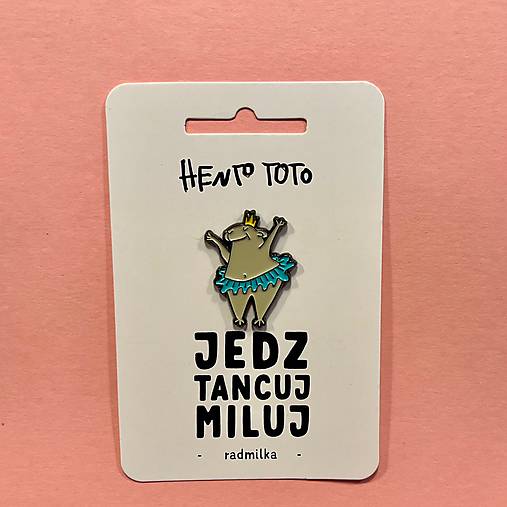 HENTO TOTO
JEDZ
TANCUJ
MILUJ
- radmilka -